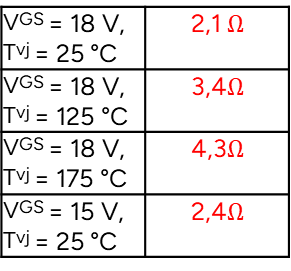 VGS = 18 V, 2,1 Ω
Tvj = 25 °C
VGS = 18 V, 3,4Ω
Tvj = 125 °C
VGS = 18 V, 4,3Ω
Tvj = 175 °C
VGS = 15 V, 2,4Ω
Tvj = 25 °C